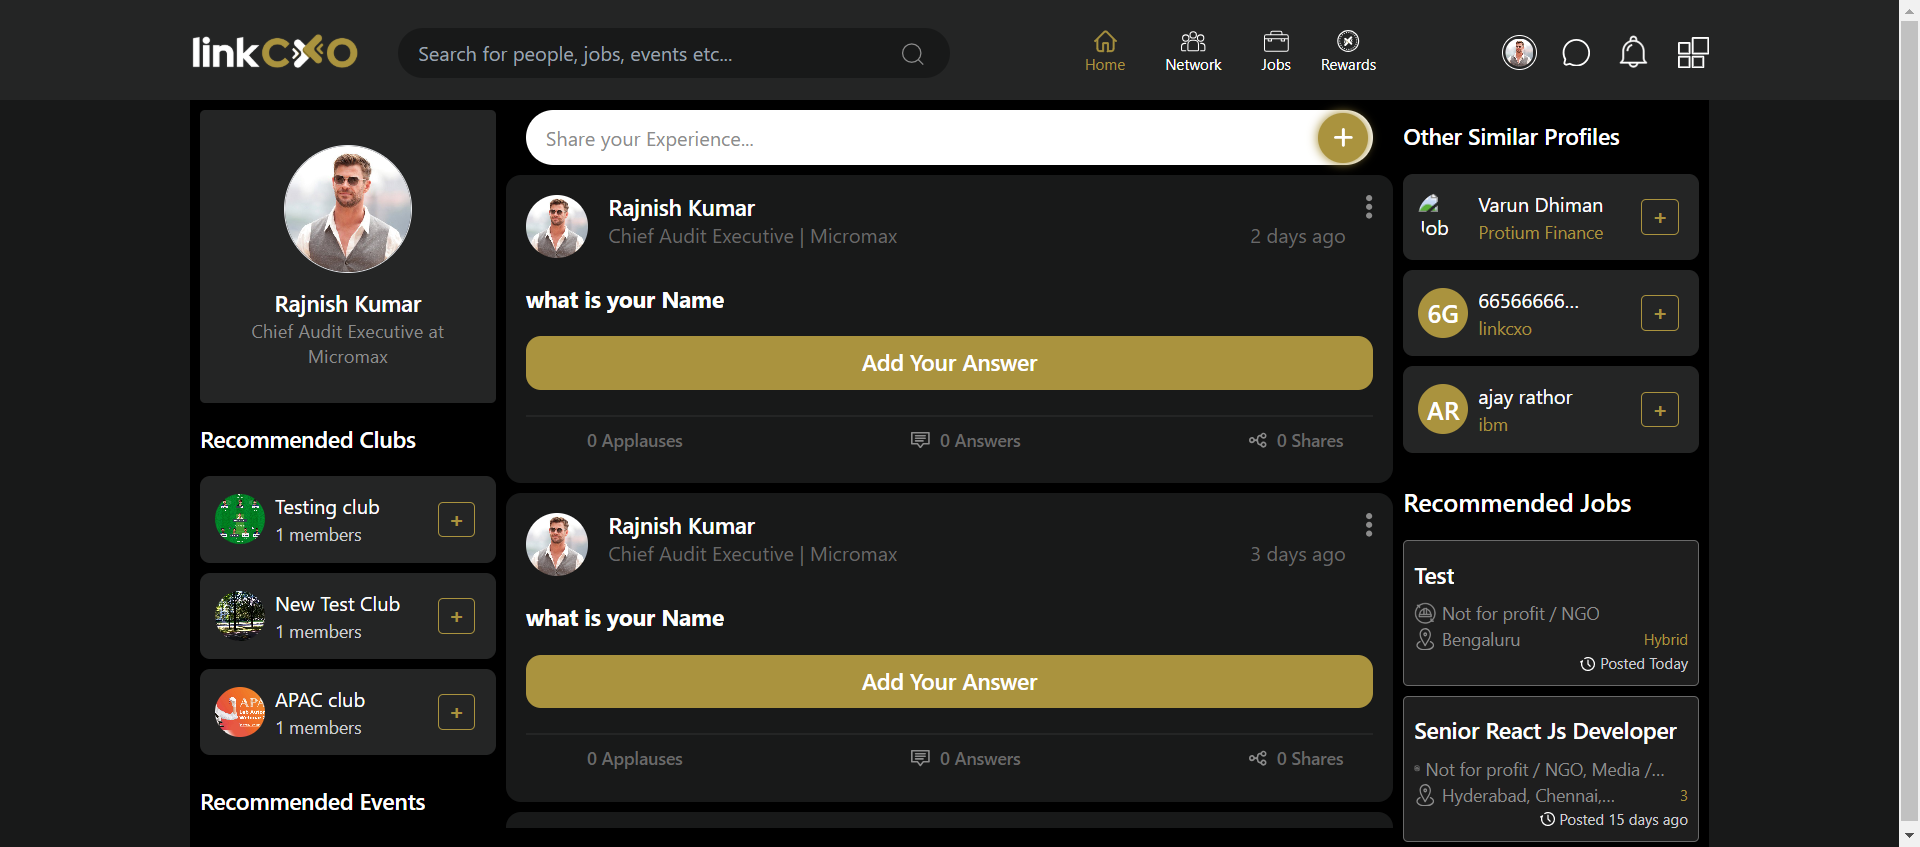 linkcxo
Search for people, jobs, events etc...
Home
Network
Jobs
Rewards
Rajnish Kumar
Chief Audit Executive at
Micromax
Recommended Clubs
Testing club
1 members
+
New Test Club
1 members
+
APAC club
1 members
+
Recommended Events
Share your Experience...
+
Rajnish Kumar
Chief Audit Executive | Micromax
2 days ago
what is your Name
Add Your Answer
0 Applauses
0 Answers
0 Shares
Rajnish Kumar
Chief Audit Executive | Micromax
3 days ago
what is your Name
Add Your Answer
0 Applauses
0 Answers
0 Shares
Other Similar Profiles
Varun Dhiman
Protium Finance
+
6G
66566666...
linkcxo
+
AR
ajay rathor
ibm
+
Recommended Jobs
Test
Not for profit / NGO
Bengaluru
Hybrid
Posted Today
Senior React Js Developer
Not for profit / NGO, Media /...
Hyderabad, Chennai,...
3
Posted 15 days ago